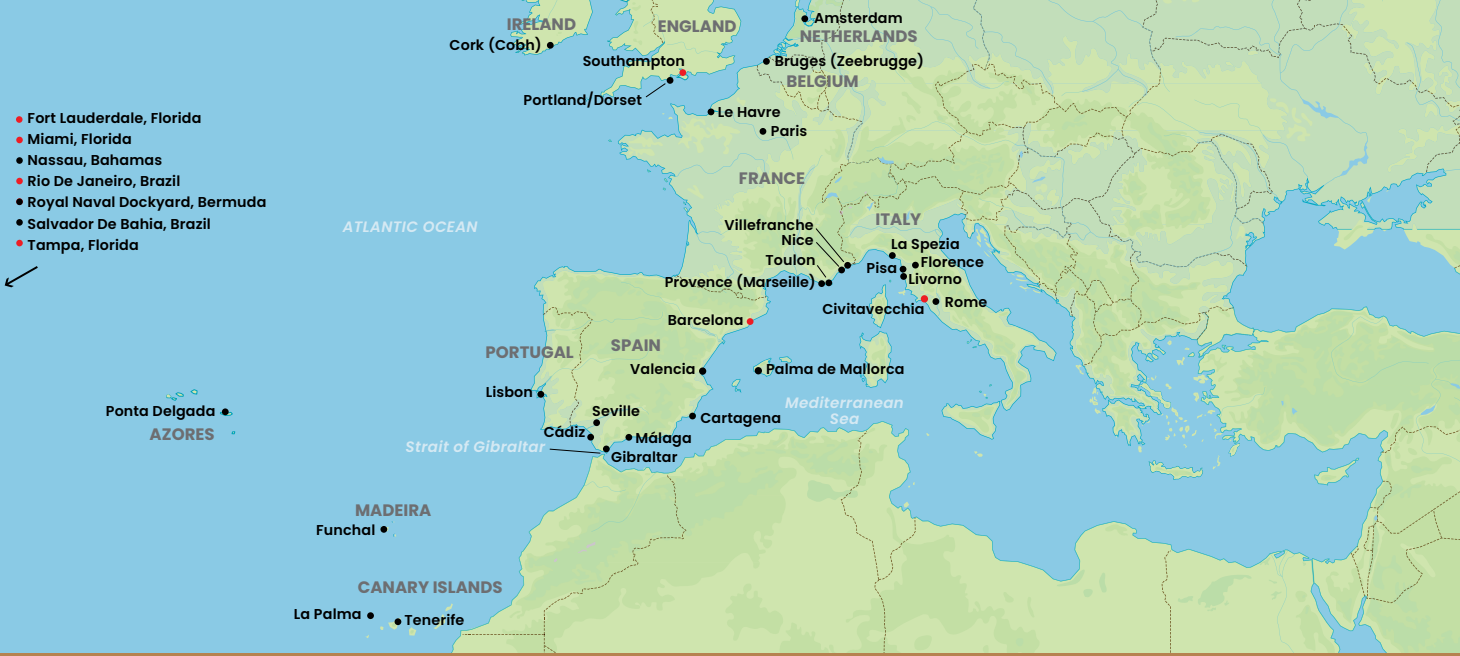 IRELAND
Cork (Cobh)
ENGLAND
Southampton
Portland/Dorset
Amsterdam
NETHERLANDS
Bruges (Zeebrugge)
BELGIUM
Le Havre
Paris
FRANCE
Fort Lauderdale, Florida
Miami, Florida
Nassau, Bahamas
Rio De Janeiro, Brazil
Royal Naval Dockyard, Bermuda
Salvador De Bahia, Brazil
Tampa, Florida
ATLANTIC OCEAN
Villefranche
Nice
Toulon
Provence (Marseille)
ITALY
La Spezia
Florence
Pisa
Livorno
Civitavecchia
Rome
Barcelona
PORTUGAL
SPAIN
Valencia
Palma de Mallorca
Lisbon
Mediterranean
Sea
Ponta Delgada
AZORES
Seville
Cartagena
Cádiz
Málaga
Strait of Gibraltar
Gibraltar
MADEIRA
Funchal
CANARY ISLANDS
La Palma
Tenerife